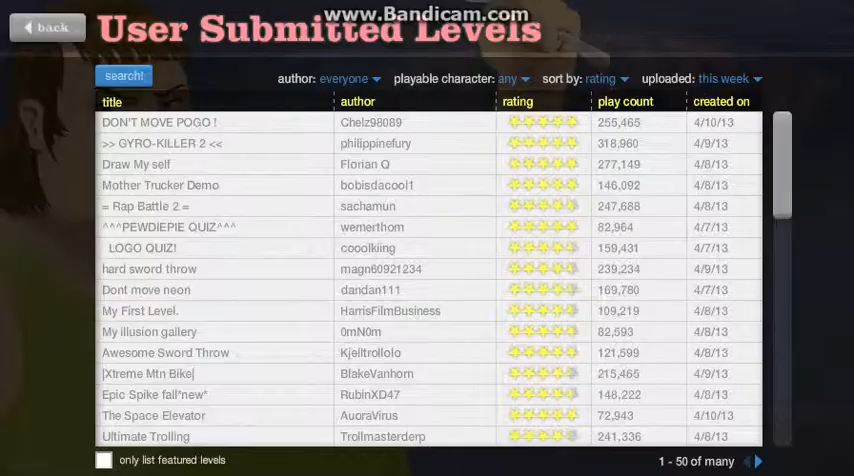 www.Bandicam.com
back
User Submitted Levels
search!
author: everyone playable character: any sort by: rating uploaded: this week
title author rating play count created on
DON'T MOVE POGO ! Chelz98089 255,465 4/10/13
>> GYRO-KILLER 2 << philippinefury 318,960 4/9/13
Draw My self Florian Q 277,149 4/8/13
Mother Trucker Demo bobisdacool1 146,092 4/8/13
= Rap Battle 2 = sachamun 247,688 4/8/13
^^^PEWDIEPIE QUIZ^^^ wemerthom 82,964 4/7/13
LOGO QUIZ! cooolkiing 159,431 4/7/13
hard sword throw magn60921234 239,234 4/9/13
Dont move neon dandan111 169,780 4/7/13
My First Level. HarrisFilmBusiness 109,219 4/8/13
My illusion gallery 0mN0m 82,593 4/8/13
Awesome Sword Throw Kjeiltrollolo 121,599 4/8/13
|Xtreme Mtn Bike| BlakeVanhorn 215,465 4/9/13
Epic Spike fall*new* RubinXD47 148,222 4/8/13
The Space Elevator AuoraVirus 72,943 4/10/13
Ultimate Trolling Trollmasterderp 241,336 4/8/13
only list featured levels 1 - 50 of many